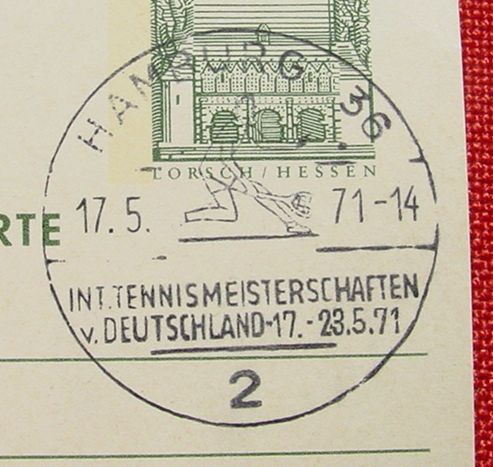 HAMBURG 36
LORSCH/HESSEN
RTE
17.5. 71-14
INT.TENNISMEISTERSCHAFTEN
v. DEUTSCHLAND-17.-23.5.71
2